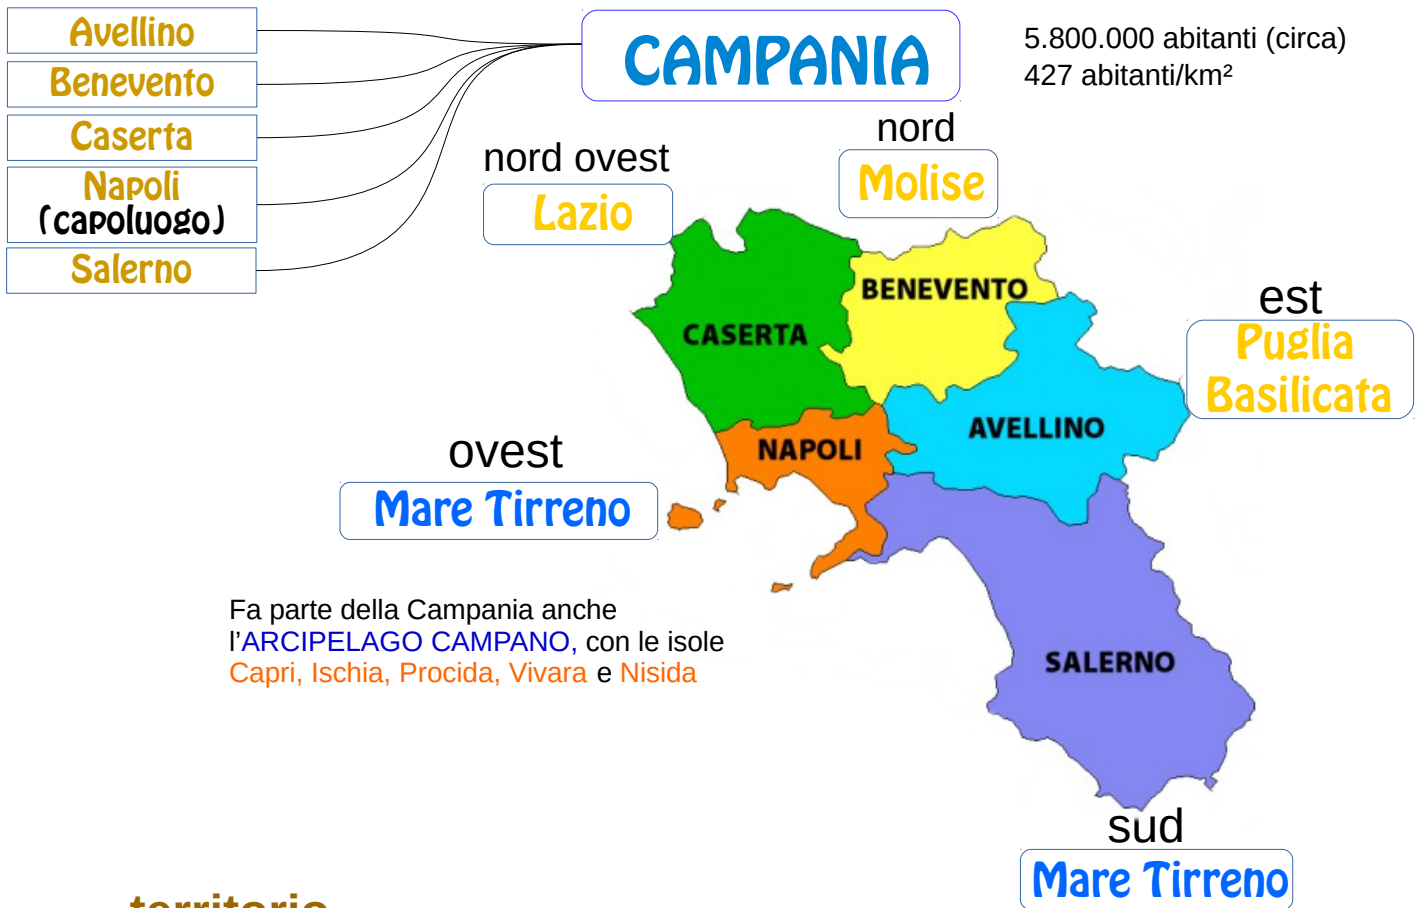 Avellino
Benevento
Caserta
Napoli
(capoluogo)
Salerno
CAMPANIA
5.800.000 abitanti (circa)
427 abitanti/km²
nord
Molise
nord ovest
Lazio
est
Puglia
Basilicata
ovest
Mare Tirreno
BENEVENTO
CASERTA
AVELLINO
NAPOLI
SALERNO
Fa parte della Campania anche
l'ARCIPELAGO CAMPANO, con le isole
Capri, Ischia, Procida, Vivara e Nisida
sud
Mare Tirreno
territorio